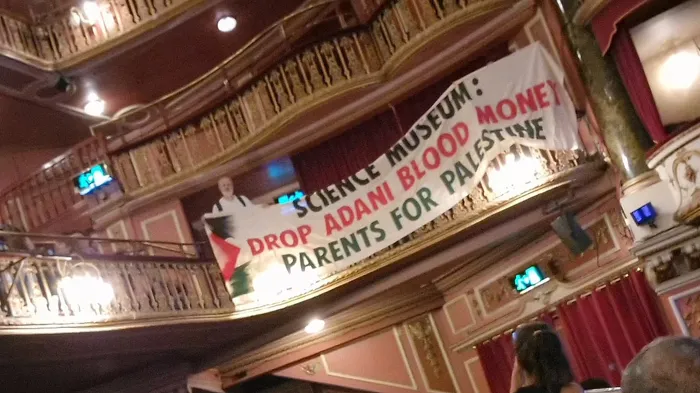 SCIENCE MUSEUM:
DROP ADANI BLOOD MONEY
PARENTS FOR PALESTINE